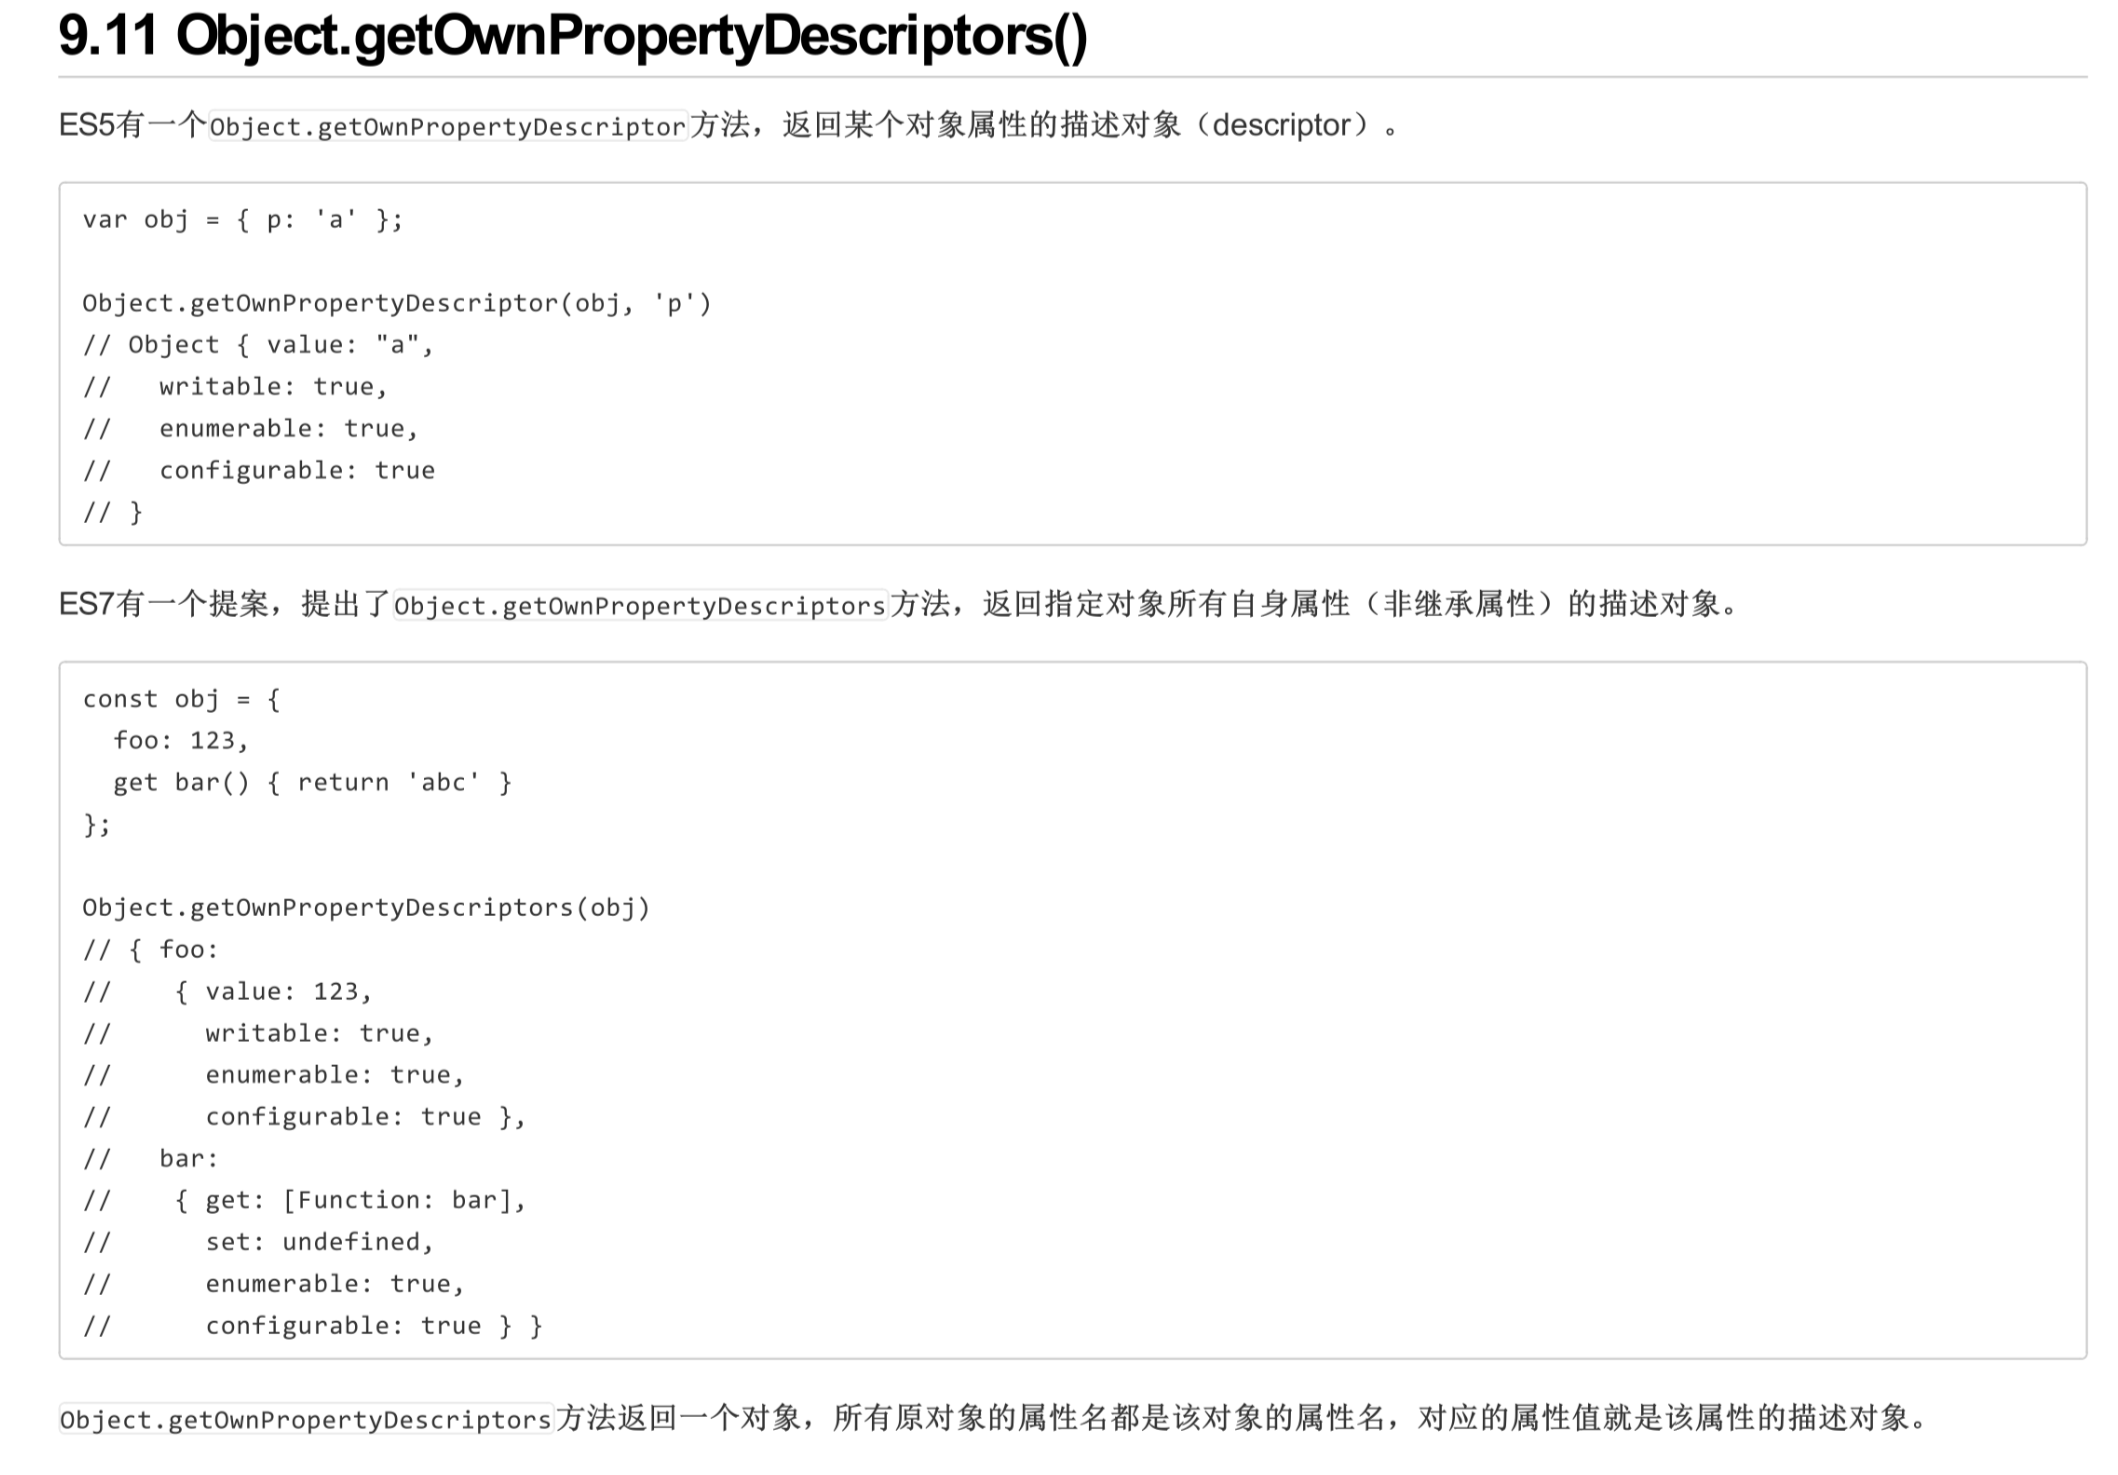 9.11 Object.getOwnPropertyDescriptors()
ES5有一个Object.getOwnPropertyDescriptor方法，返回某个对象属性的描述对象（descriptor）。
var obj = { p: 'a' };
Object.getOwnPropertyDescriptor(obj, 'p')
// Object { value: "a",
//   writable: true,
//   enumerable: true,
//   configurable: true
// }
ES7有一个提案，提出了Object.getOwnPropertyDescriptors方法，返回指定对象所有自身属性（非继承属性）的描述对象。
const obj = {
  foo: 123,
  get bar() { return 'abc' }
};
Object.getOwnPropertyDescriptors(obj)
// { foo:
//    { value: 123,
//      writable: true,
//      enumerable: true,
//      configurable: true },
//   bar:
//    { get: [Function: bar],
//      set: undefined,
//      enumerable: true,
//      configurable: true } }
Object.getOwnPropertyDescriptors方法返回一个对象，所有原对象的属性名都是该对象的属性名，对应的属性值就是该属性的描述对象。